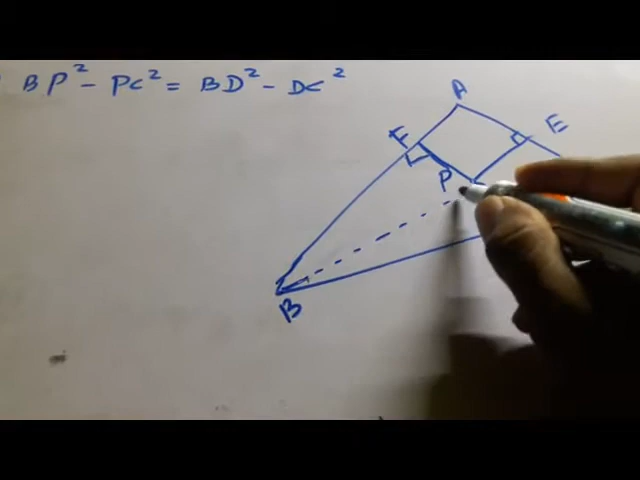 BP² - PC² = BD² - DC²
A
F
E
P
B